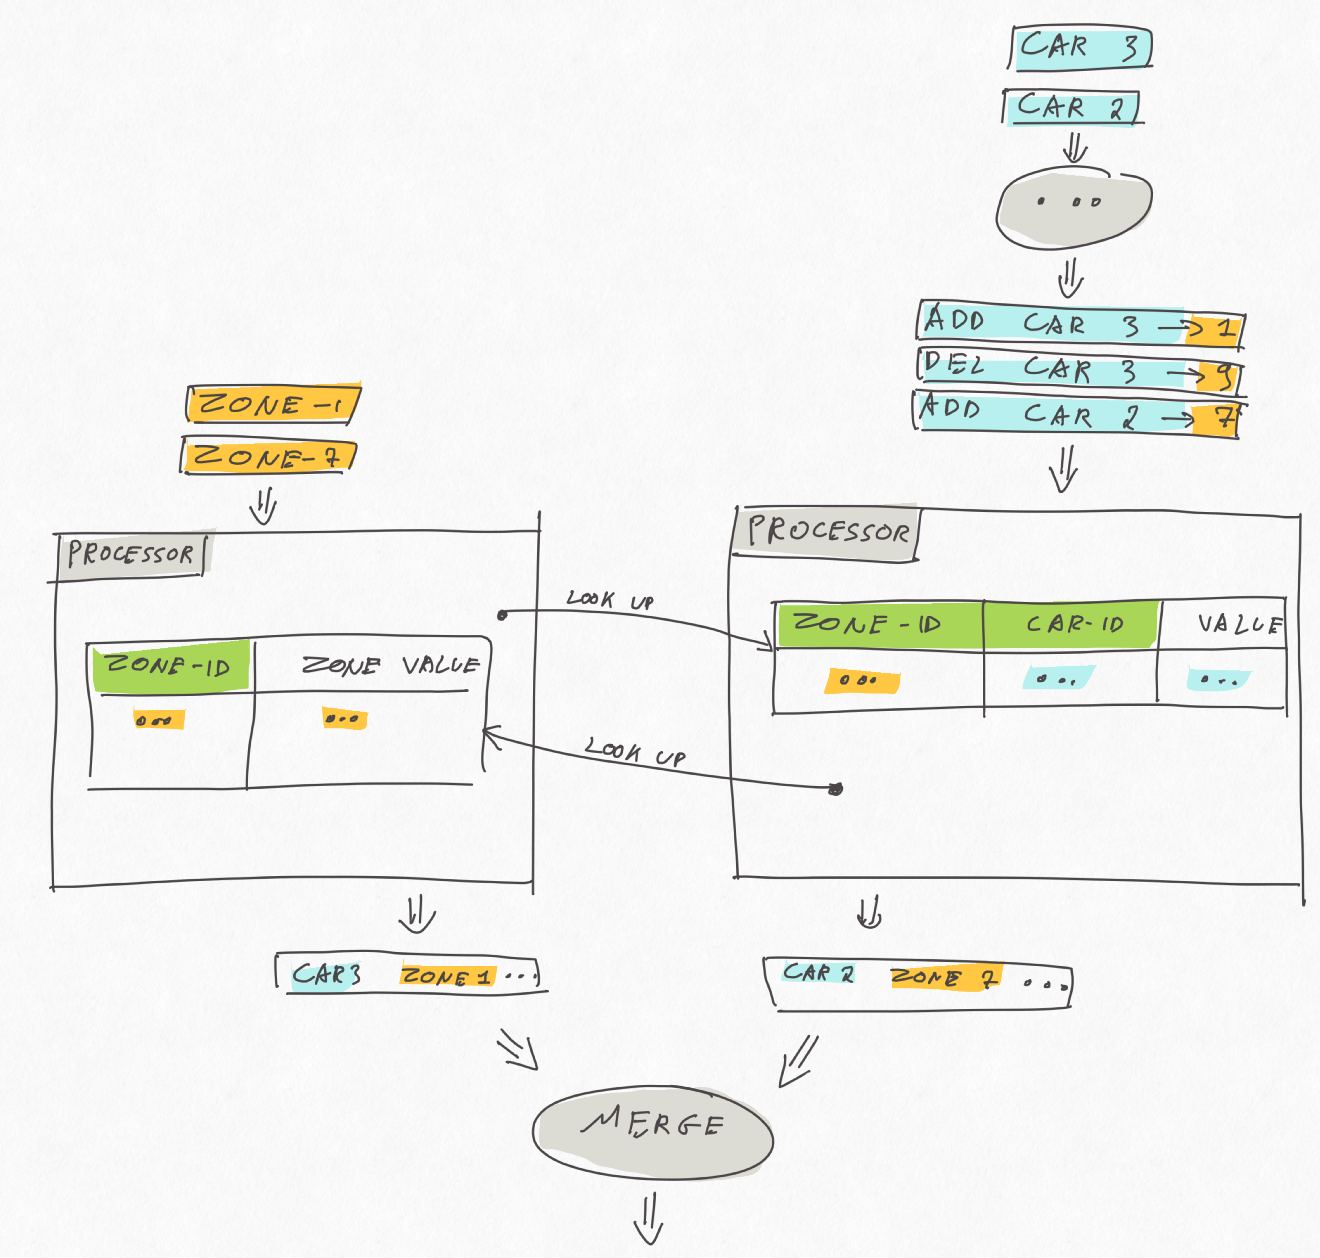 CAR 3
CAR 2
...
ADD CAR 3 → 1
DEL CAR 3 → 9
ADD CAR 2 → 7
ZONE-1
ZONE-7
PROCESSOR
ZONE-ID ZONE VALUE
... ...
LOOK UP
LOOK UP
PROCESSOR
ZONE-ID CAR-ID VALUE
... ... ...
CAR 3 ZONE 1 ...
CAR 2 ZONE 7 ...
MERGE